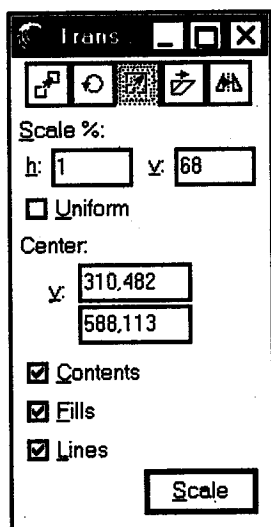 Trans
Scale %:
h: 1 v: 68
Uniform
Center:
v: 310,482
588,113
Contents
Fills
Lines
Scale